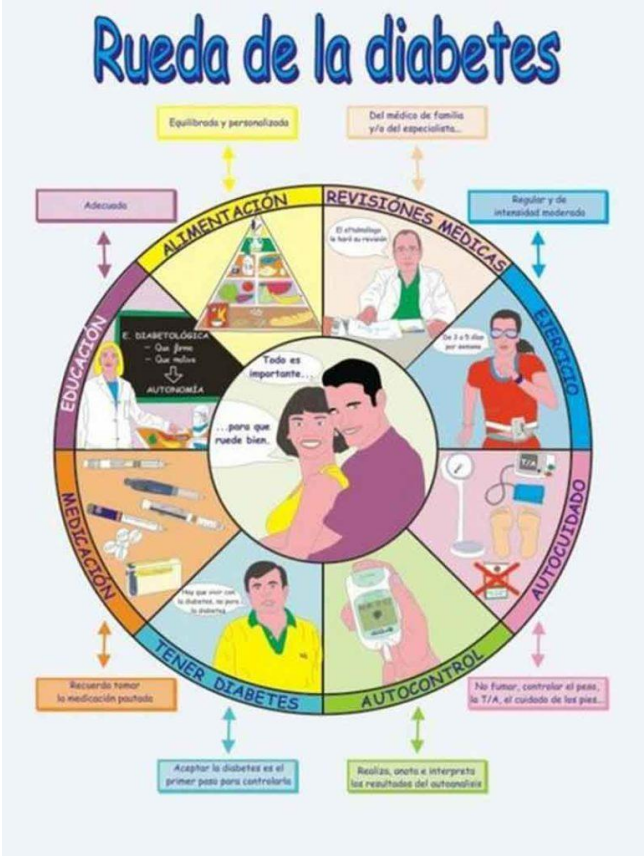 Rueda de la diabetes
Equilibrada y personalizada
Del médico de familia
y/o del especialista...
Adecuada
Regular y de
intensidad moderada
ALIMENTACIÓN
REVISIONES MÉDICAS
EDUCACIÓN
EJERCICIO
El oftalmólogo
le hará su revisión
E. DIABETOLÓGICA
- Que forme
- Que motive
AUTONOMÍA
De 3 a 5 días
por semana
Todo es
importante...
...para que
ruede bien.
T/A
MEDICACIÓN
AUTOCUIDADO
Hay que vivir con
la diabetes, no para
la diabetes
TENER DIABETES
AUTOCONTROL
Recuerda tomar
la medicación pautada
No fumar, controlar el peso,
la T/A, el cuidado de los pies...
Aceptar la diabetes es el
primer paso para controlarla
Realiza, anota e interpreta
los resultados del autoanálisis